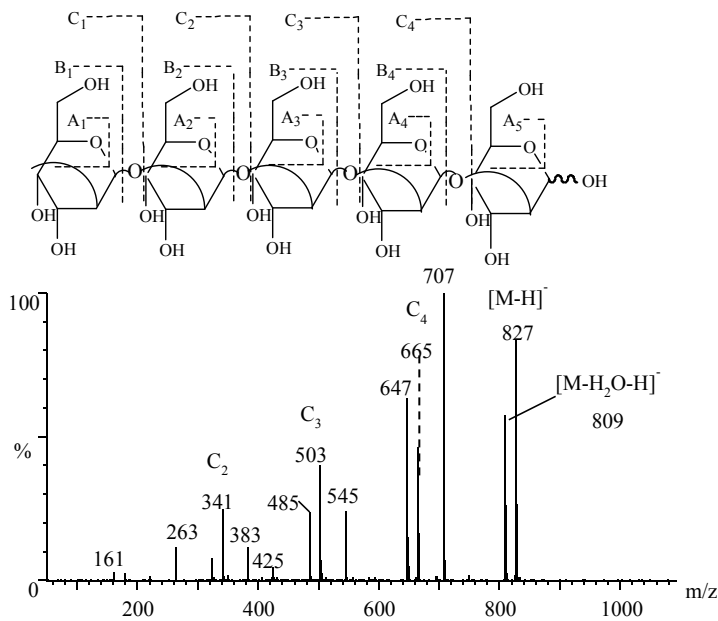 C1 C2 C3 C4
B1 B2 B3 B4
OH OH OH OH OH
A1 A2 A3 A4 A5
O O O O O
O O O O OH
OH OH OH OH OH
OH OH OH OH OH
707
100
[M-H]-
C4
827
665
647
[M-H2O-H]-
809
C3
503
%
C2
341
485
545
263
383
425
161
0
200 400 600 800 1000 m/z